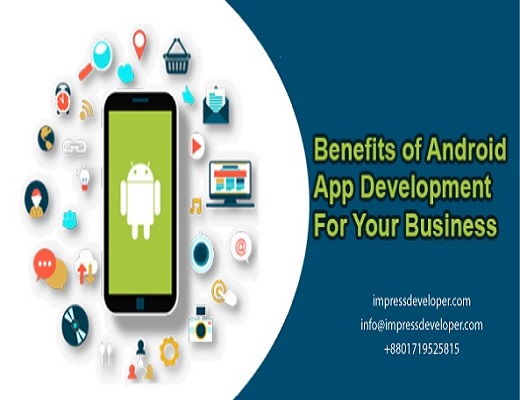 Benefits of Android
App Development
For Your Business
impressdeveloper.com
info@impressdeveloper.com
+8801719525815